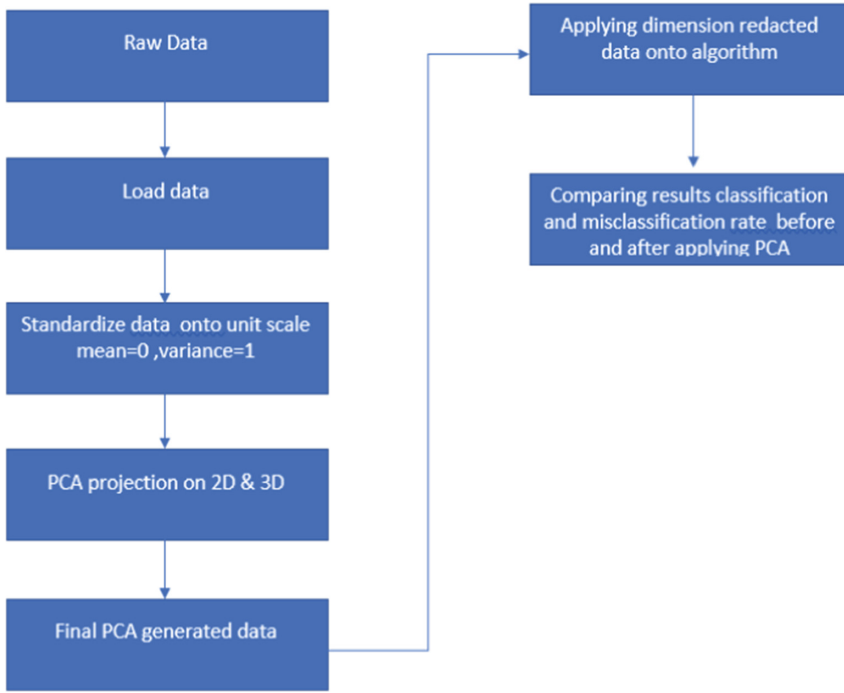 Raw Data
Load data
Standardize data onto unit scale
mean=0 ,variance=1
PCA projection on 2D & 3D
Final PCA generated data
Applying dimension redacted
data onto algorithm
Comparing results classification
and misclassification rate before
and after applying PCA